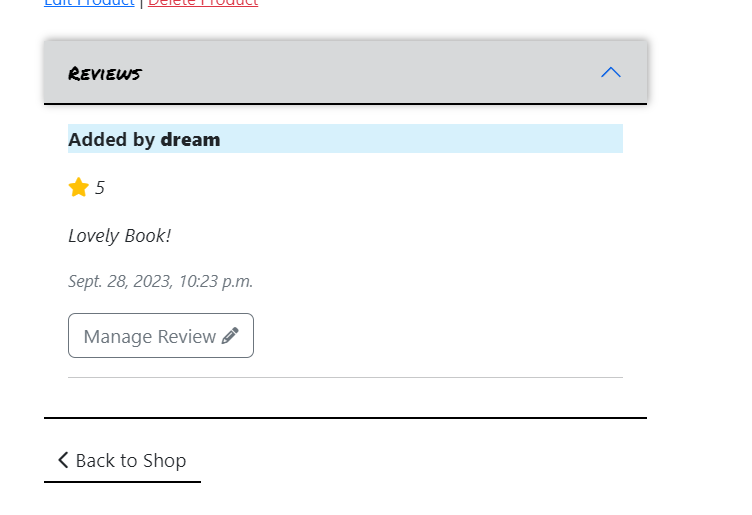 Edit Product | Delete Product
Reviews
Added by dream
5
Lovely Book!
Sept. 28, 2023, 10:23 p.m.
Manage Review
Back to Shop